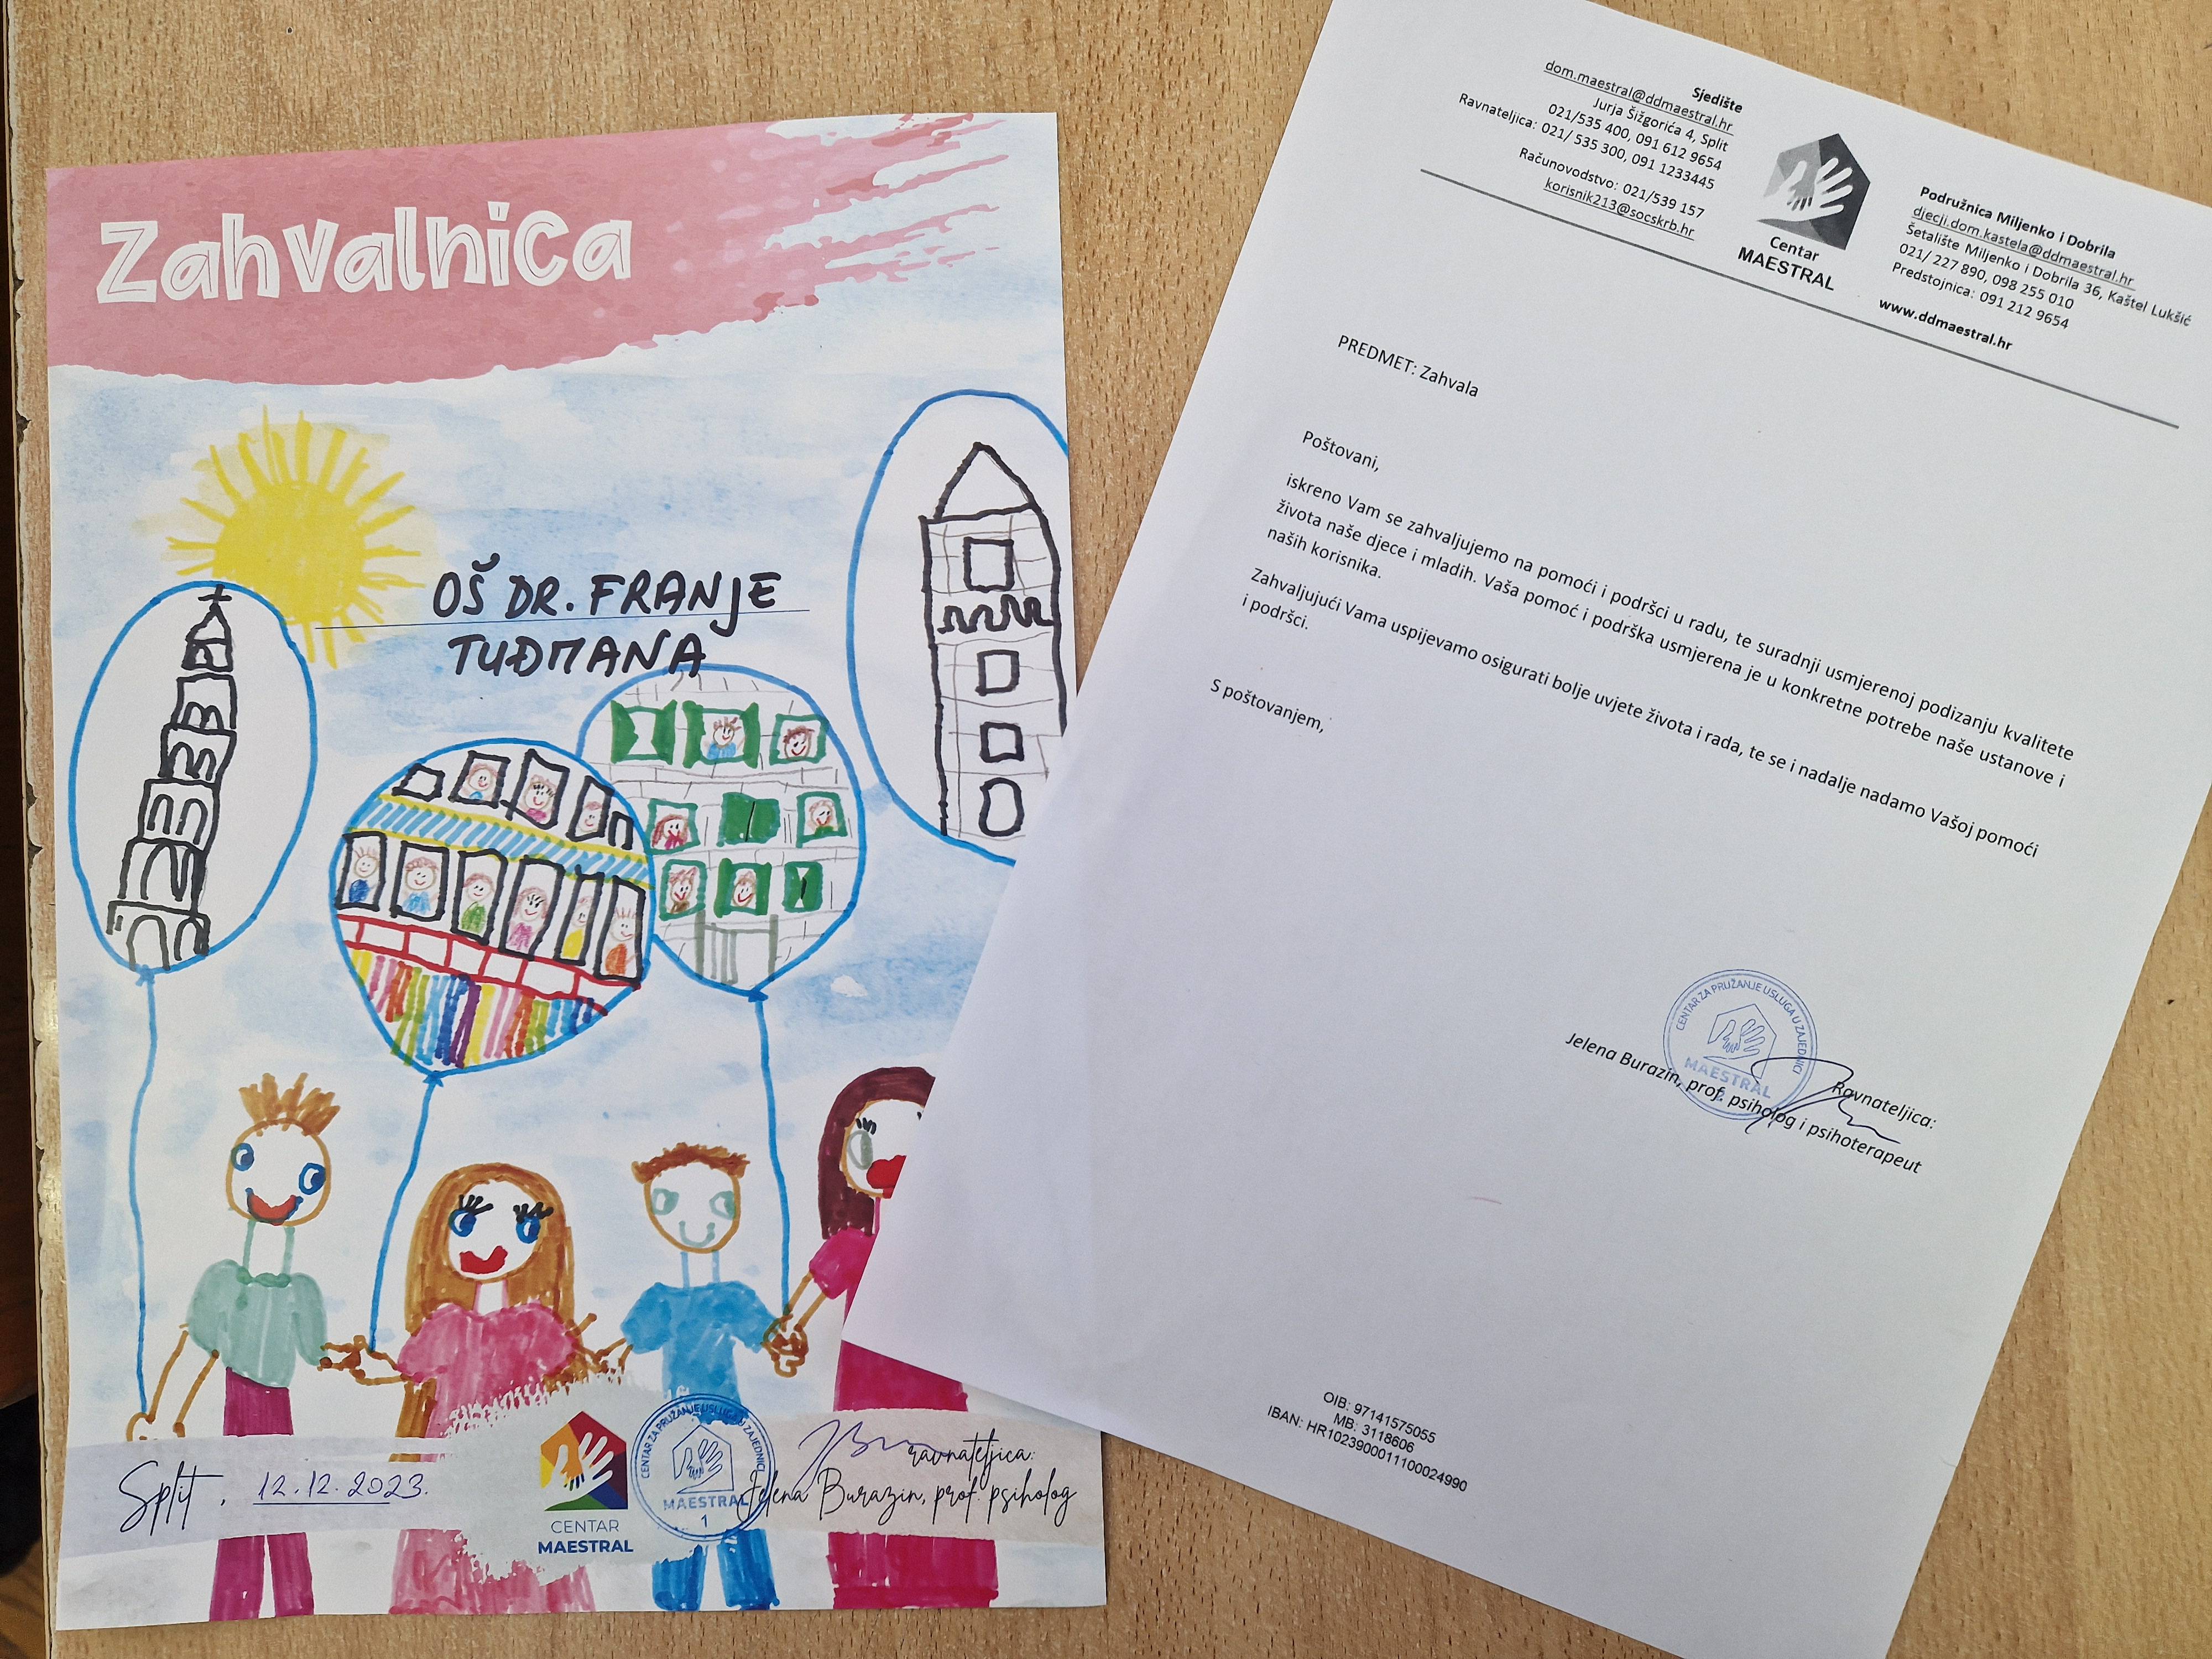 Zahvalnica
OŠ DR. FRANJE
TUĐMANA
Split, 12.12.2023.
CENTAR
MAESTRAL
CENTAR ZA PRUŽANJE USLUGA U ZAJEDNICI
MAESTRAL
1
ravnateljica:
Jelena Burazin, prof. psiholog
Sjedište
dom.maestral@ddmaestral.hr
Jurja Šižgorića 4, Split
021/535 400, 091 612 9654
Ravnateljica: 021/ 535 300, 091 1233445
Računovodstvo: 021/539 157
korisnik213@socskrb.hr
Centar
MAESTRAL
Podružnica Miljenko i Dobrila
djecji.dom.kastela@ddmaestral.hr
Šetalište Miljenko i Dobrila 36, Kaštel Lukšić
021/ 227 890, 098 255 010
Predstojnica: 091 212 9654
www.ddmaestral.hr
PREDMET: Zahvala
Poštovani,
iskreno Vam se zahvaljujemo na pomoći i podršci u radu, te suradnji usmjerenoj podizanju kvalitete
života naše djece i mladih. Vaša pomoć i podrška usmjerena je u konkretne potrebe naše ustanove i
naših korisnika.
Zahvaljujući Vama uspijevamo osigurati bolje uvjete života i rada, te se i nadalje nadamo Vašoj pomoći
i podršci.
S poštovanjem,
CENTAR ZA PRUŽANJE USLUGA U ZAJEDNICI
MAESTRAL
Ravnateljica:
Jelena Burazin, prof. psiholog i psihoterapeut
OIB: 97141575055
MB: 3118606
IBAN: HR1023900011100024990